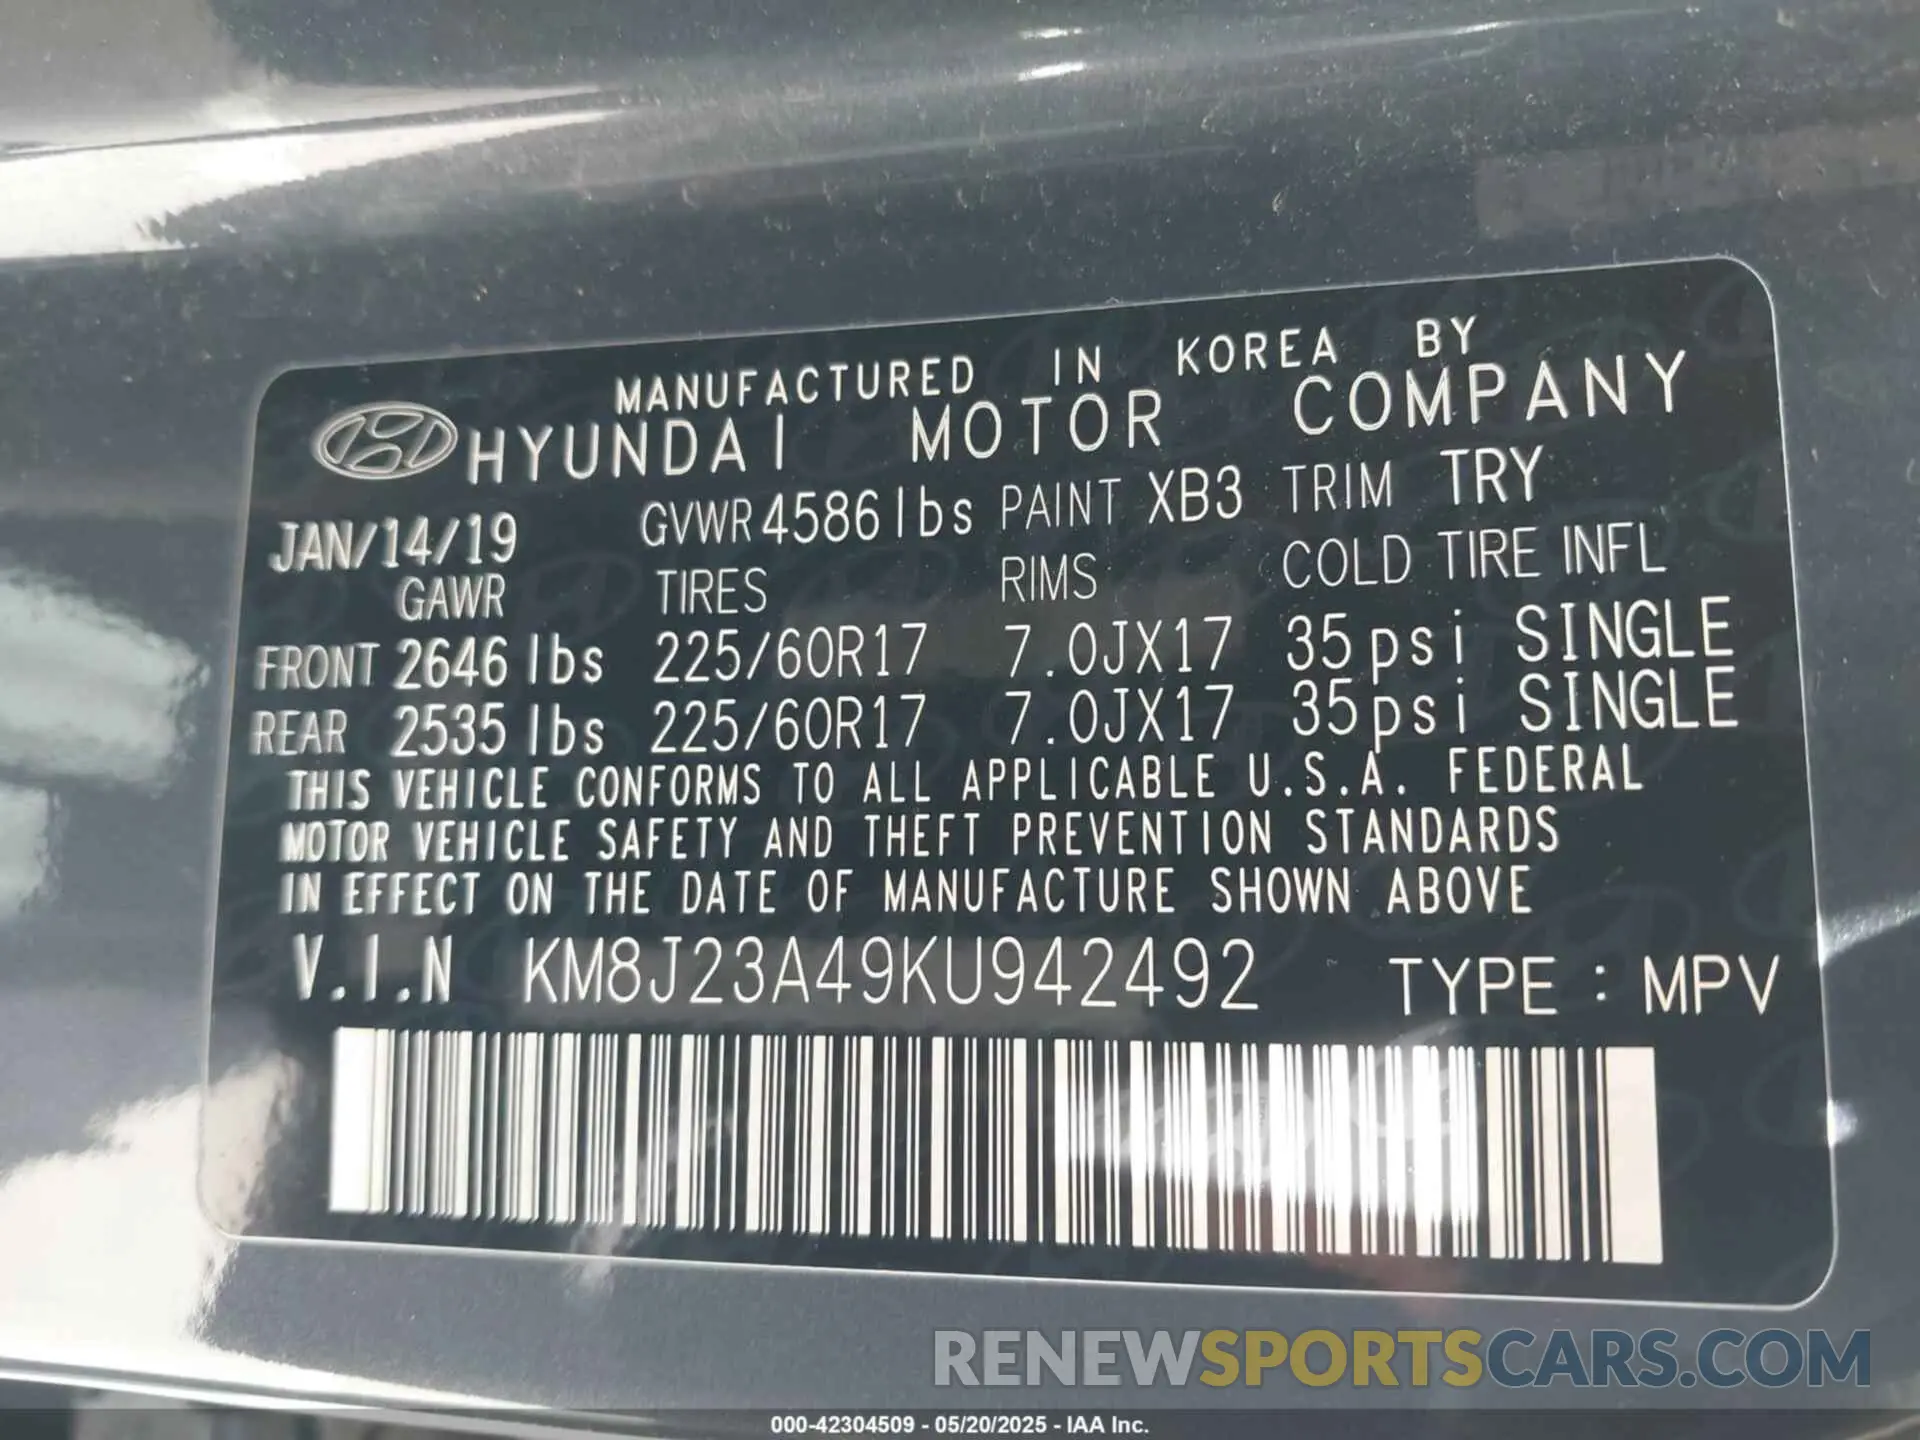 MANUFACTURED IN KOREA BY
HYUNDAI MOTOR COMPANY
JAN/14/19 GVWR 4586 lbs PAINT XB3 TRIM TRY
GAWR TIRES RIMS COLD TIRE INFL
FRONT 2646 lbs 225/60R17 7.0JX17 35psi SINGLE
REAR 2535 lbs 225/60R17 7.0JX17 35psi SINGLE
THIS VEHICLE CONFORMS TO ALL APPLICABLE U.S.A. FEDERAL
MOTOR VEHICLE SAFETY AND THEFT PREVENTION STANDARDS
IN EFFECT ON THE DATE OF MANUFACTURE SHOWN ABOVE
V.I.N KM8J23A49KU942492 TYPE : MPV
RENEWSPORTSCARS.COM
000-42304509 - 05/20/2025 - IAA Inc.